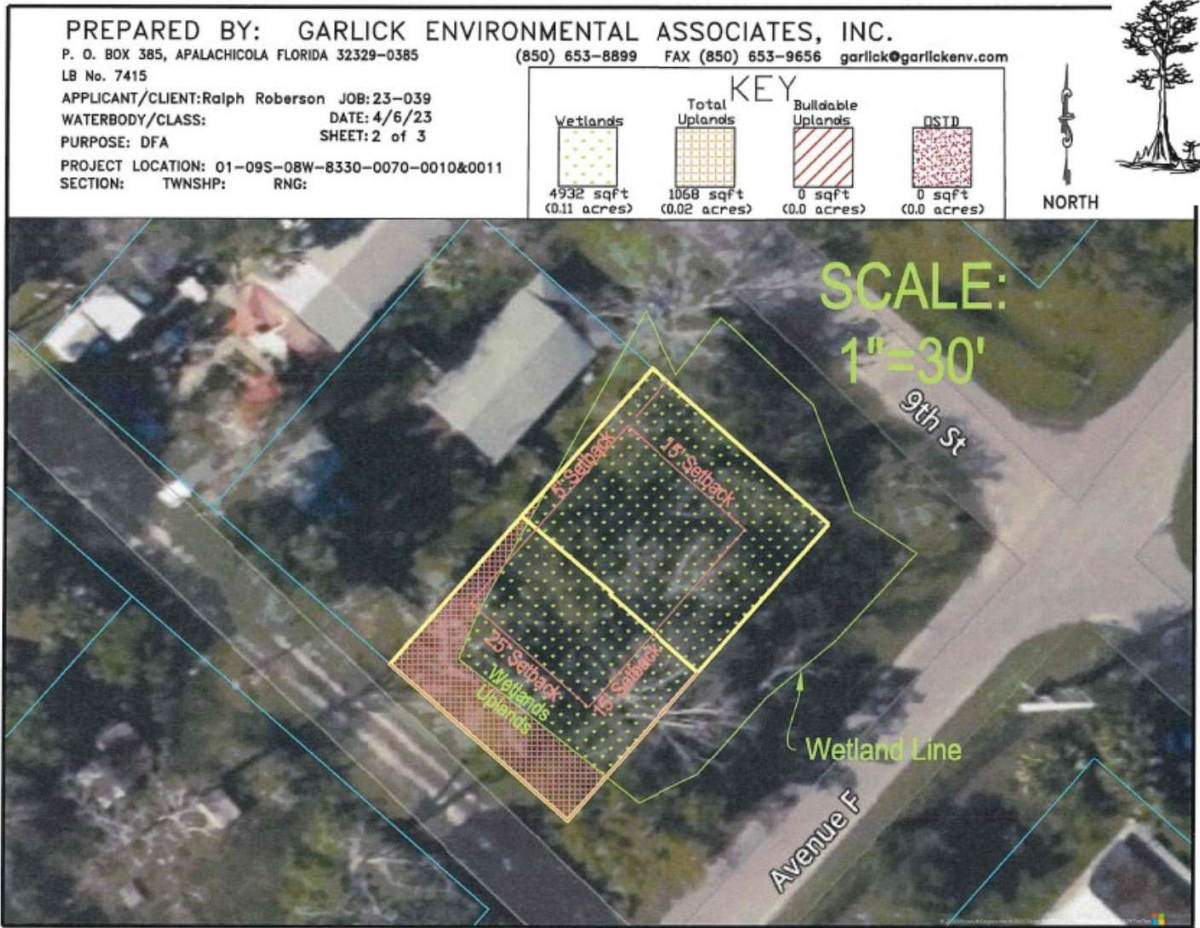 PREPARED BY: GARLICK ENVIRONMENTAL ASSOCIATES, INC.
P. O. BOX 385, APALACHICOLA FLORIDA 32329-0385 (850) 653-8899 FAX (850) 653-9656 garlick@garlickenv.com
LB No. 7415
APPLICANT/CLIENT:Ralph Roberson JOB:23-039
WATERBODY/CLASS: DATE: 4/6/23
PURPOSE: DFA SHEET: 2 of 3
PROJECT LOCATION: 01-09S-08W-8330-0070-0010&0011
SECTION: TWNSHP: RNG:
KEY
Wetlands
4932 sqft
(0.11 acres)
Total
Uplands
1068 sqft
(0.02 acres)
Buildable
Uplands
0 sqft
(0.0 acres)
OSTD
0 sqft
(0.0 acres)
NORTH
SCALE:
1"=30'
9th St
5' Setback
15' Setback
25' Setback
Setback
Wetlands
Uplands
Wetland Line
Avenue F